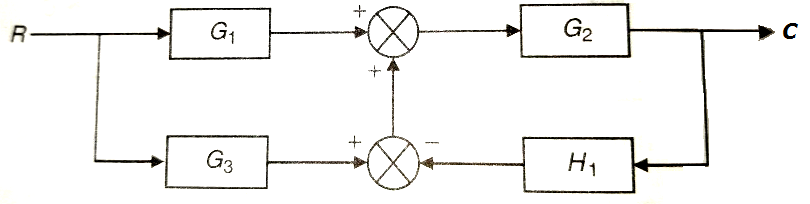 R G₁ + G₂ C
+
G₃ + − H₁